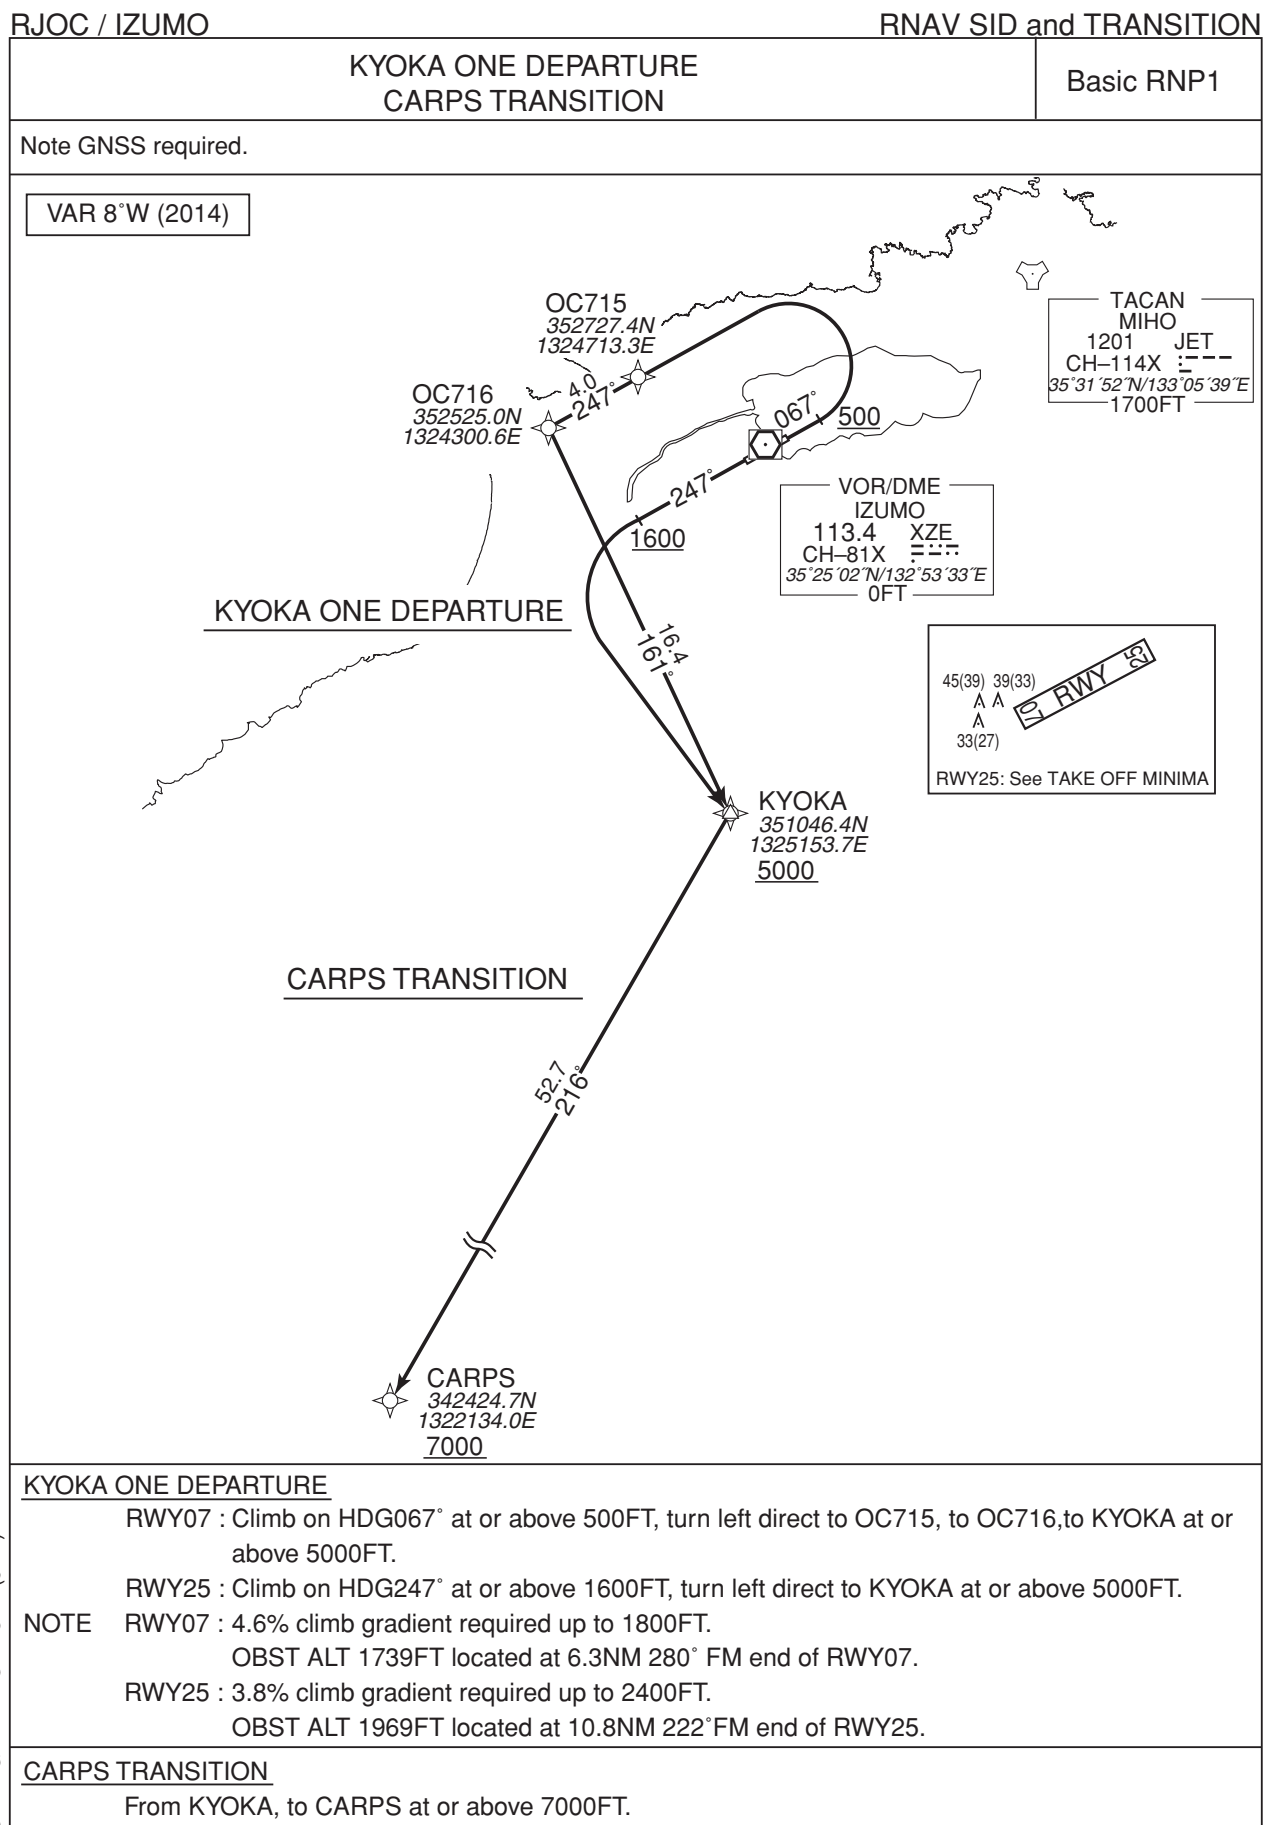 RJOC / IZUMO
RNAV SID and TRANSITION
KYOKA ONE DEPARTURE
CARPS TRANSITION
Basic RNP1
Note GNSS required.
VAR 8˚W (2014)
OC715
352727.4N
1324713.3E
OC716
352525.0N
1324300.6E
4.0
247˚
067˚
500
247˚
1600
TACAN
MIHO
1201 JET
CH–114X
35˚31´52˝N/133˚05´39˝E
1700FT
VOR/DME
IZUMO
113.4 XZE
CH–81X
35˚25´02˝N/132˚53´33˝E
0FT
KYOKA ONE DEPARTURE
16.4
161˚
45(39) 39(33)
33(27)
07 RWY 25
RWY25: See TAKE OFF MINIMA
KYOKA
351046.4N
1325153.7E
5000
CARPS TRANSITION
52.7
216˚
CARPS
342424.7N
1322134.0E
7000
KYOKA ONE DEPARTURE
RWY07 : Climb on HDG067˚ at or above 500FT, turn left direct to OC715, to OC716,to KYOKA at or
above 5000FT.
RWY25 : Climb on HDG247˚ at or above 1600FT, turn left direct to KYOKA at or above 5000FT.
NOTE RWY07 : 4.6% climb gradient required up to 1800FT.
OBST ALT 1739FT located at 6.3NM 280˚ FM end of RWY07.
RWY25 : 3.8% climb gradient required up to 2400FT.
OBST ALT 1969FT located at 10.8NM 222˚FM end of RWY25.
CARPS TRANSITION
From KYOKA, to CARPS at or above 7000FT.